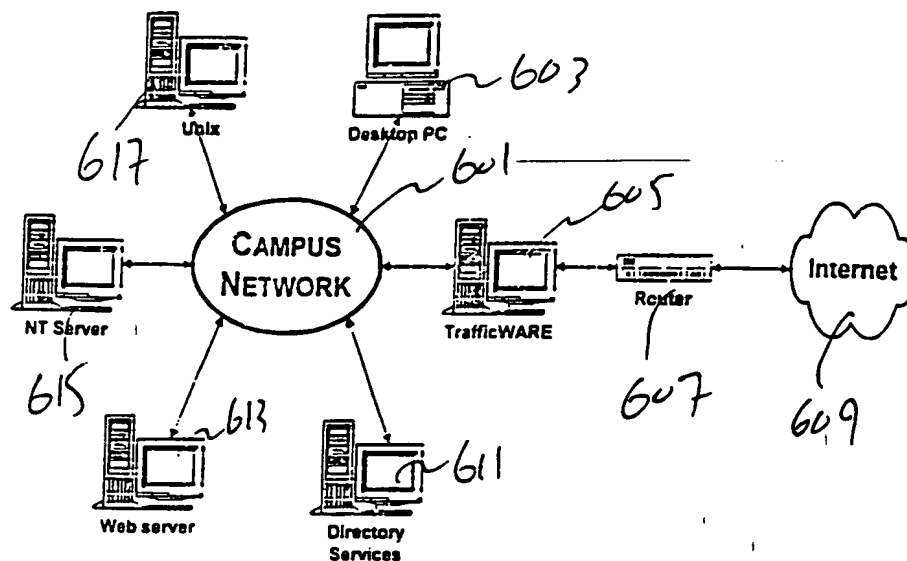 603
Unix
Desktop PC
617
601
605
CAMPUS
NETWORK
Internet
NT Server
TrafficWARE
Router
615
613
607
609
611
Web server
Directory
Services